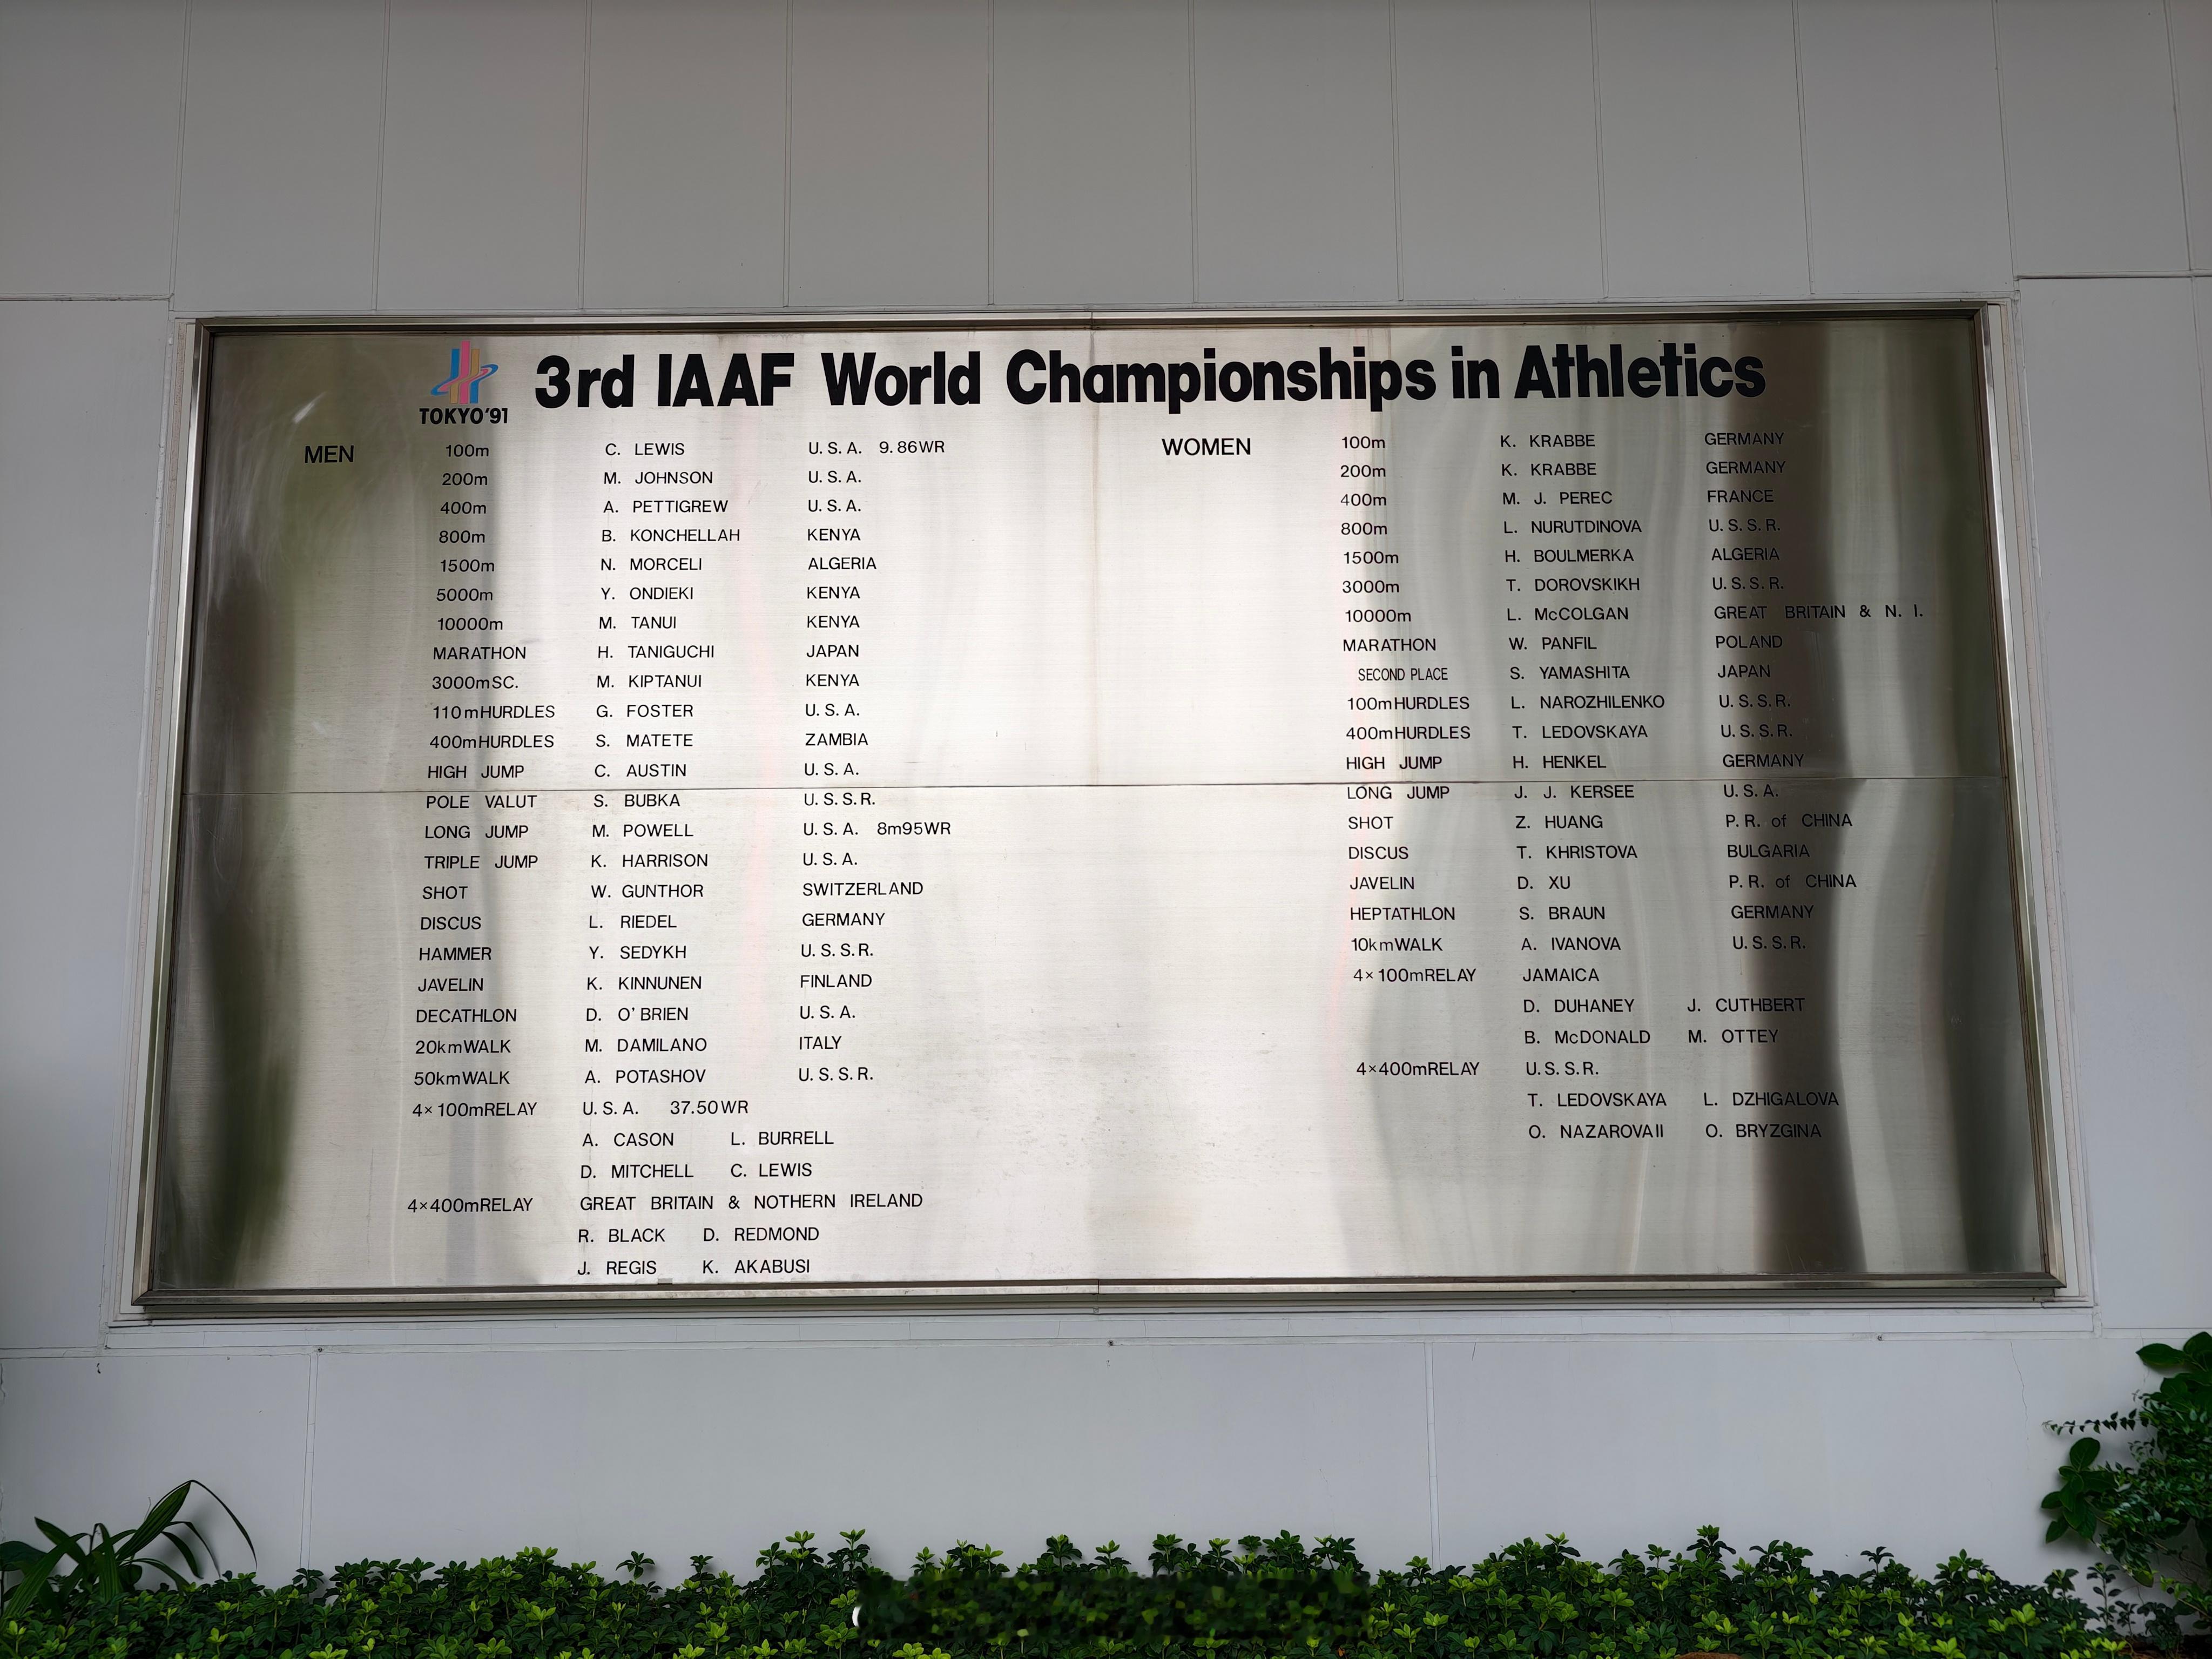 TOKYO'91
3rd IAAF World Championships in Athletics
MEN
100m C. LEWIS U.S.A. 9.86WR
200m M. JOHNSON U.S.A.
400m A. PETTIGREW U.S.A.
800m B. KONCHELLAH KENYA
1500m N. MORCELI ALGERIA
5000m Y. ONDIEKI KENYA
10000m M. TANUI KENYA
MARATHON H. TANIGUCHI JAPAN
3000mSC. M. KIPTANUI KENYA
110mHURDLES G. FOSTER U.S.A.
400mHURDLES S. MATETE ZAMBIA
HIGH JUMP C. AUSTIN U.S.A.
POLE VALUT S. BUBKA U.S.S.R.
LONG JUMP M. POWELL U.S.A. 8m95WR
TRIPLE JUMP K. HARRISON U.S.A.
SHOT W. GUNTHOR SWITZERLAND
DISCUS L. RIEDEL GERMANY
HAMMER Y. SEDYKH U.S.S.R.
JAVELIN K. KINNUNEN FINLAND
DECATHLON D. O'BRIEN U.S.A.
20kmWALK M. DAMILANO ITALY
50kmWALK A. POTASHOV U.S.S.R.
4×100mRELAY U.S.A. 37.50WR
A. CASON L. BURRELL
D. MITCHELL C. LEWIS
4×400mRELAY GREAT BRITAIN & NOTHERN IRELAND
R. BLACK D. REDMOND
J. REGIS K. AKABUSI
WOMEN
100m K. KRABBE GERMANY
200m K. KRABBE GERMANY
400m M. J. PEREC FRANCE
800m L. NURUTDINOVA U.S.S.R.
1500m H. BOULMERKA ALGERIA
3000m T. DOROVSKIKH U.S.S.R.
10000m L. McCOLGAN GREAT BRITAIN & N. I.
MARATHON W. PANFIL POLAND
SECOND PLACE S. YAMASHITA JAPAN
100mHURDLES L. NAROZHILENKO U.S.S.R.
400mHURDLES T. LEDOVSKAYA U.S.S.R.
HIGH JUMP H. HENKEL GERMANY
LONG JUMP J. J. KERSEE U.S.A.
SHOT Z. HUANG P.R. of CHINA
DISCUS T. KHRISTOVA BULGARIA
JAVELIN D. XU P.R. of CHINA
HEPTATHLON S. BRAUN GERMANY
10kmWALK A. IVANOVA U.S.S.R.
4×100mRELAY JAMAICA
D. DUHANEY J. CUTHBERT
B. McDONALD M. OTTEY
4×400mRELAY U.S.S.R.
T. LEDOVSKAYA L. DZHIGALOVA
O. NAZAROVAII O. BRYZGINA